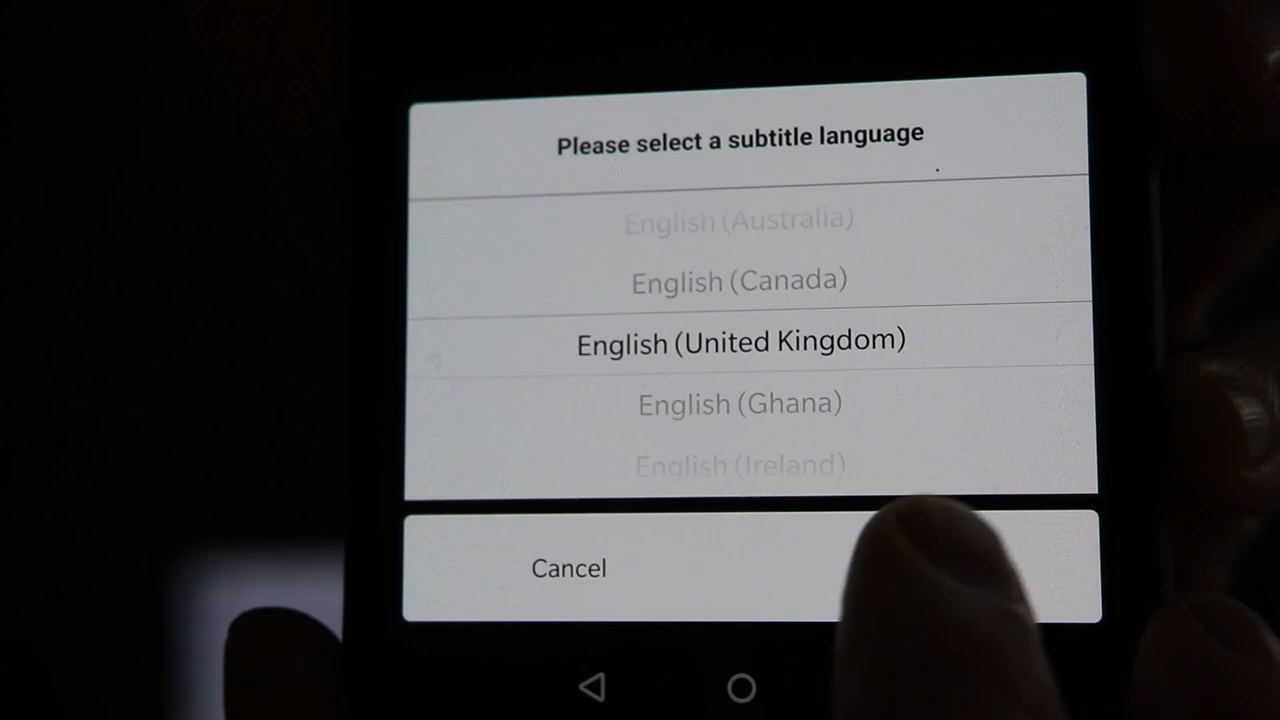 Please select a subtitle language
English (Australia)
English (Canada)
English (United Kingdom)
English (Ghana)
English (Ireland)
Cancel